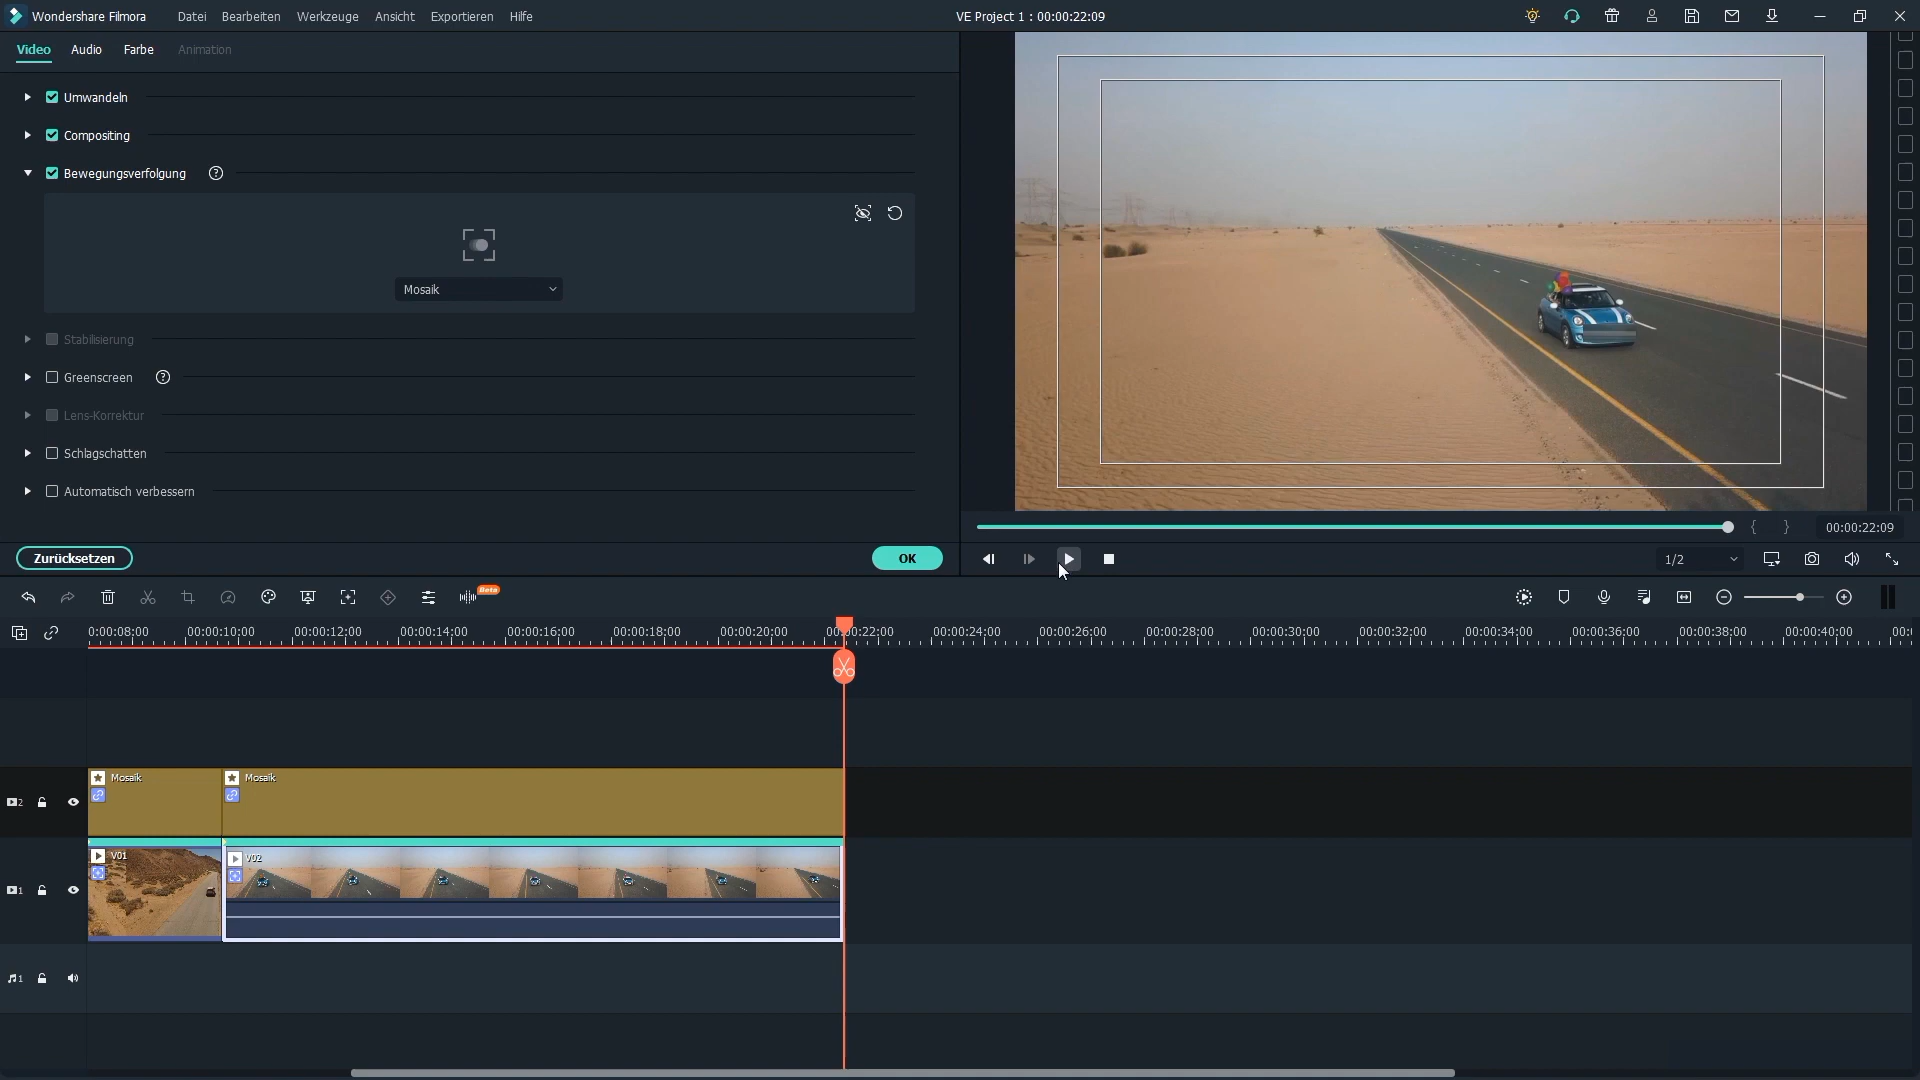 Wondershare Filmora Datei Bearbeiten Werkzeuge Ansicht Exportieren Hilfe VE Project 1 : 00:00:22:09
Video Audio Farbe Animation
Umwandeln
Compositing
Bewegungsverfolgung ?
Mosaik
Stabilisierung
Greenscreen ?
Lens-Korrektur
Schlagschatten
Automatisch verbessern
{ } 00:00:22:09
Zurücksetzen OK 1/2
Beta
0:00:08:00 00:00:10:00 00:00:12:00 00:00:14:00 00:00:16:00 00:00:18:00 00:00:20:00 00:00:22:00 00:00:24:00 00:00:26:00 00:00:28:00 00:00:30:00 00:00:32:00 00:00:34:00 00:00:36:00 00:00:38:00 00:00:40:00 00:
Mosaik Mosaik
2
V01 V02
1
1